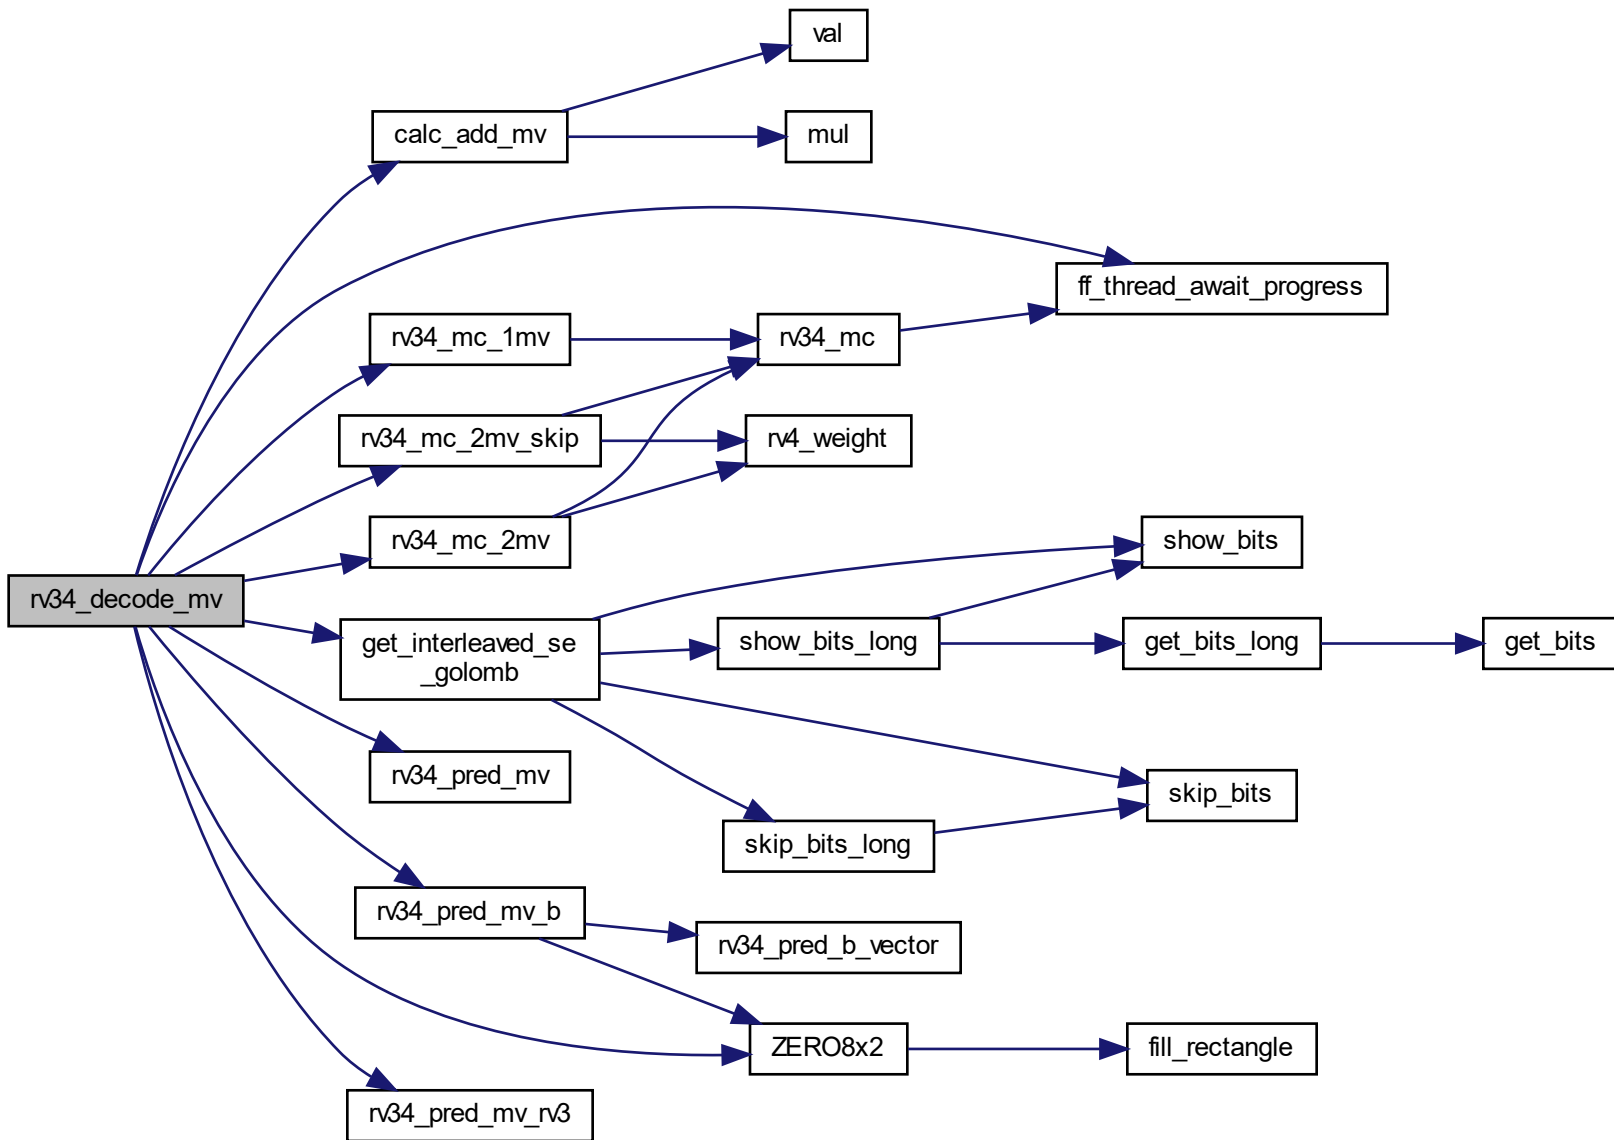 val
calc_add_mv
mul
ff_thread_await_progress
rv34_mc_1mv
rv34_mc
rv34_mc_2mv_skip
rv4_weight
rv34_mc_2mv
show_bits
rv34_decode_mv
get_interleaved_se
_golomb
show_bits_long
get_bits_long
get_bits
rv34_pred_mv
skip_bits
skip_bits_long
rv34_pred_mv_b
rv34_pred_b_vector
ZERO8x2
fill_rectangle
rv34_pred_mv_rv3